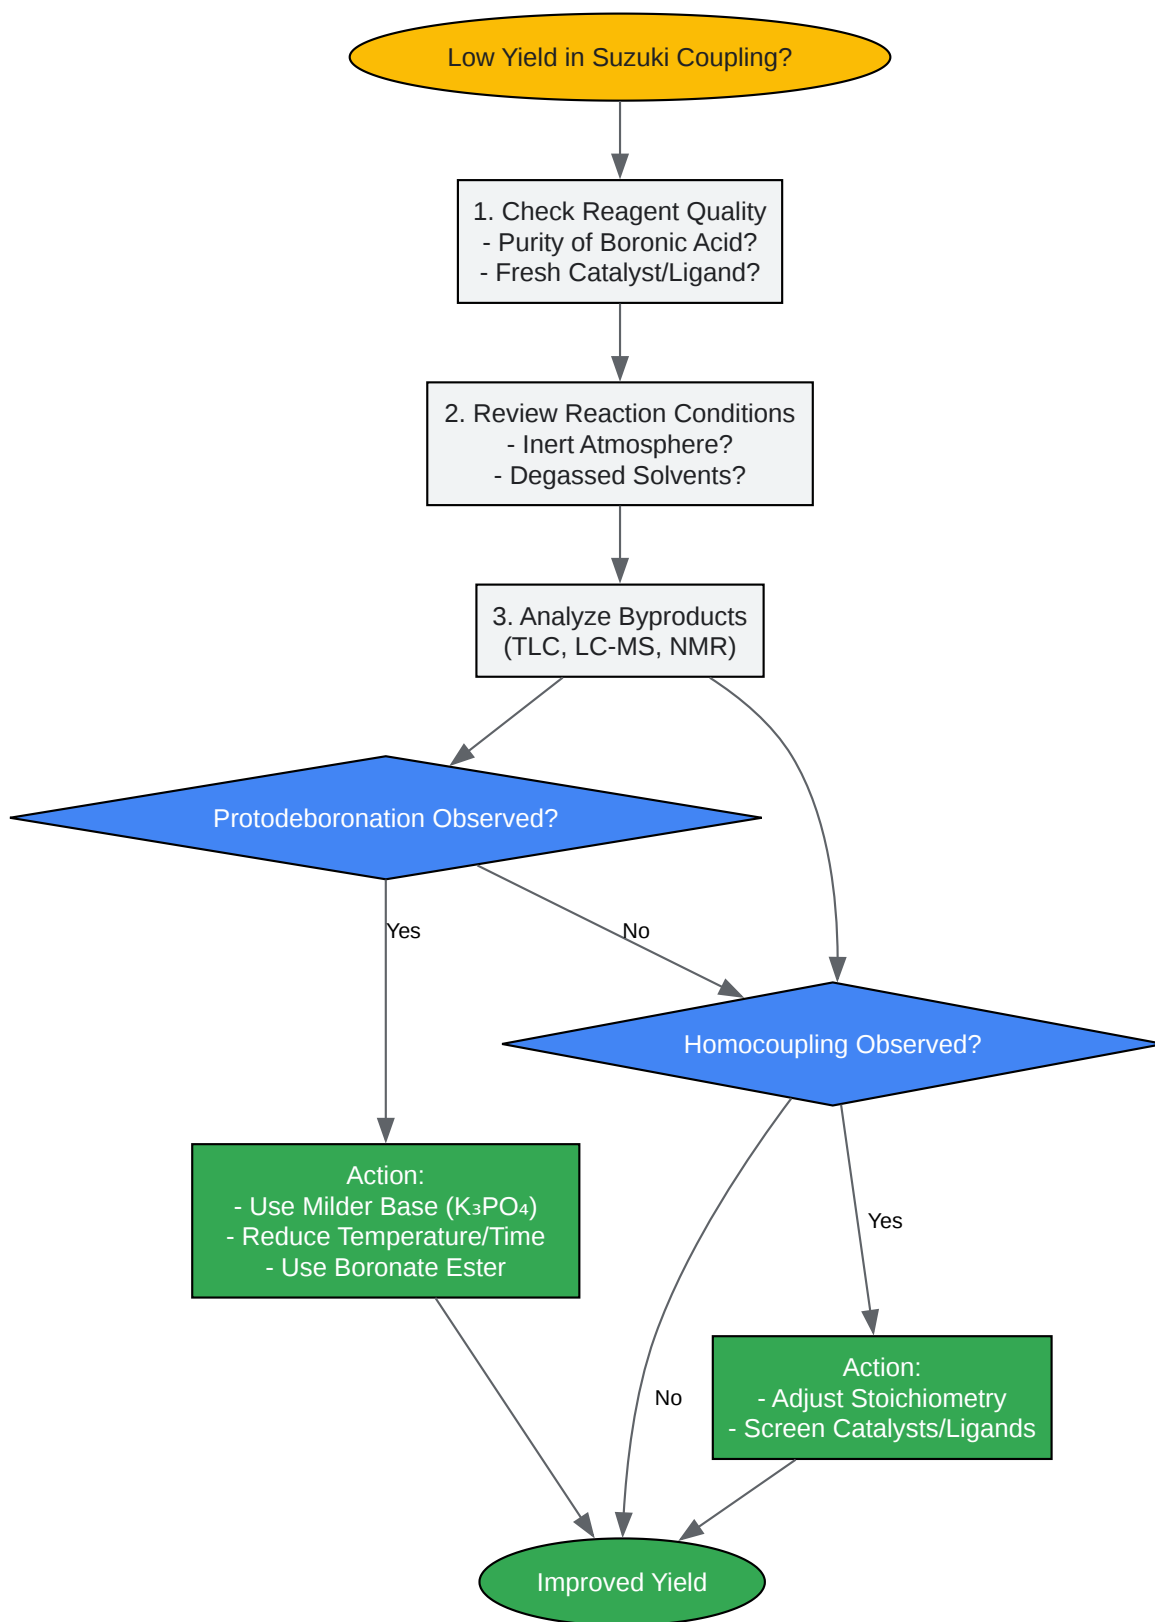 Low Yield in Suzuki Coupling?
1. Check Reagent Quality
- Purity of Boronic Acid?
- Fresh Catalyst/Ligand?
2. Review Reaction Conditions
- Inert Atmosphere?
- Degassed Solvents?
3. Analyze Byproducts
(TLC, LC-MS, NMR)
Protodeboronation Observed?
Yes
No
Homocoupling Observed?
Action:
- Use Milder Base (K₃PO₄)
- Reduce Temperature/Time
- Use Boronate Ester
Yes
No
Action:
- Adjust Stoichiometry
- Screen Catalysts/Ligands
Improved Yield